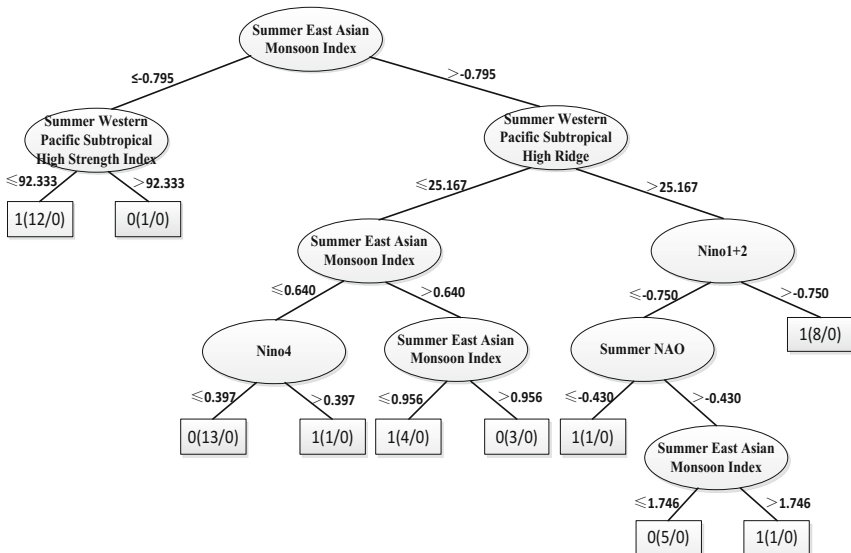 Summer East Asian
Monsoon Index
≤-0.795
>-0.795
Summer Western
Pacific Subtropical
High Strength Index
Summer Western
Pacific Subtropical
High Ridge
≤92.333
>92.333
≤25.167
>25.167
1(12/0)
0(1/0)
Summer East Asian
Monsoon Index
Nino1+2
≤0.640
>0.640
≤-0.750
>-0.750
Nino4
Summer East Asian
Monsoon Index
Summer NAO
1(8/0)
≤0.397
>0.397
≤0.956
>0.956
≤-0.430
>-0.430
0(13/0)
1(1/0)
1(4/0)
0(3/0)
1(1/0)
Summer East Asian
Monsoon Index
≤1.746
>1.746
0(5/0)
1(1/0)